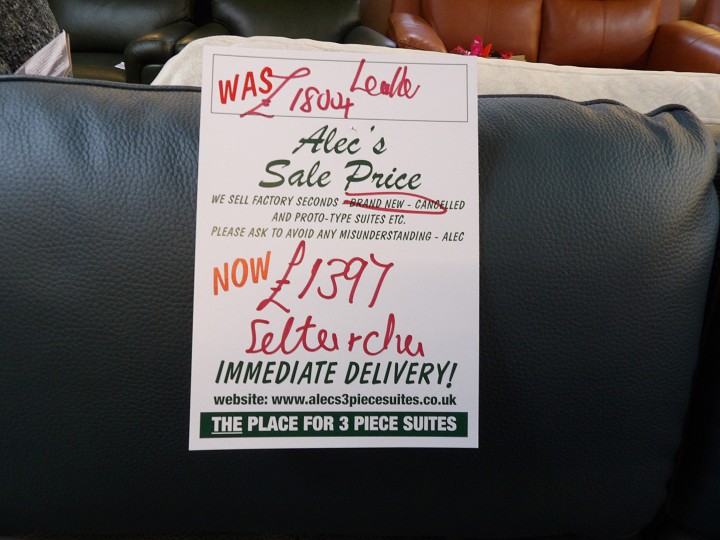 WAS £1804 Leather
Alec's
Sale Price
WE SELL FACTORY SECONDS - BRAND NEW - CANCELLED
AND PROTO-TYPE SUITES ETC.
PLEASE ASK TO AVOID ANY MISUNDERSTANDING - ALEC
NOW £1397
IMMEDIATE DELIVERY!
website: www.alecs3piecesuites.co.uk
THE PLACE FOR 3 PIECE SUITES